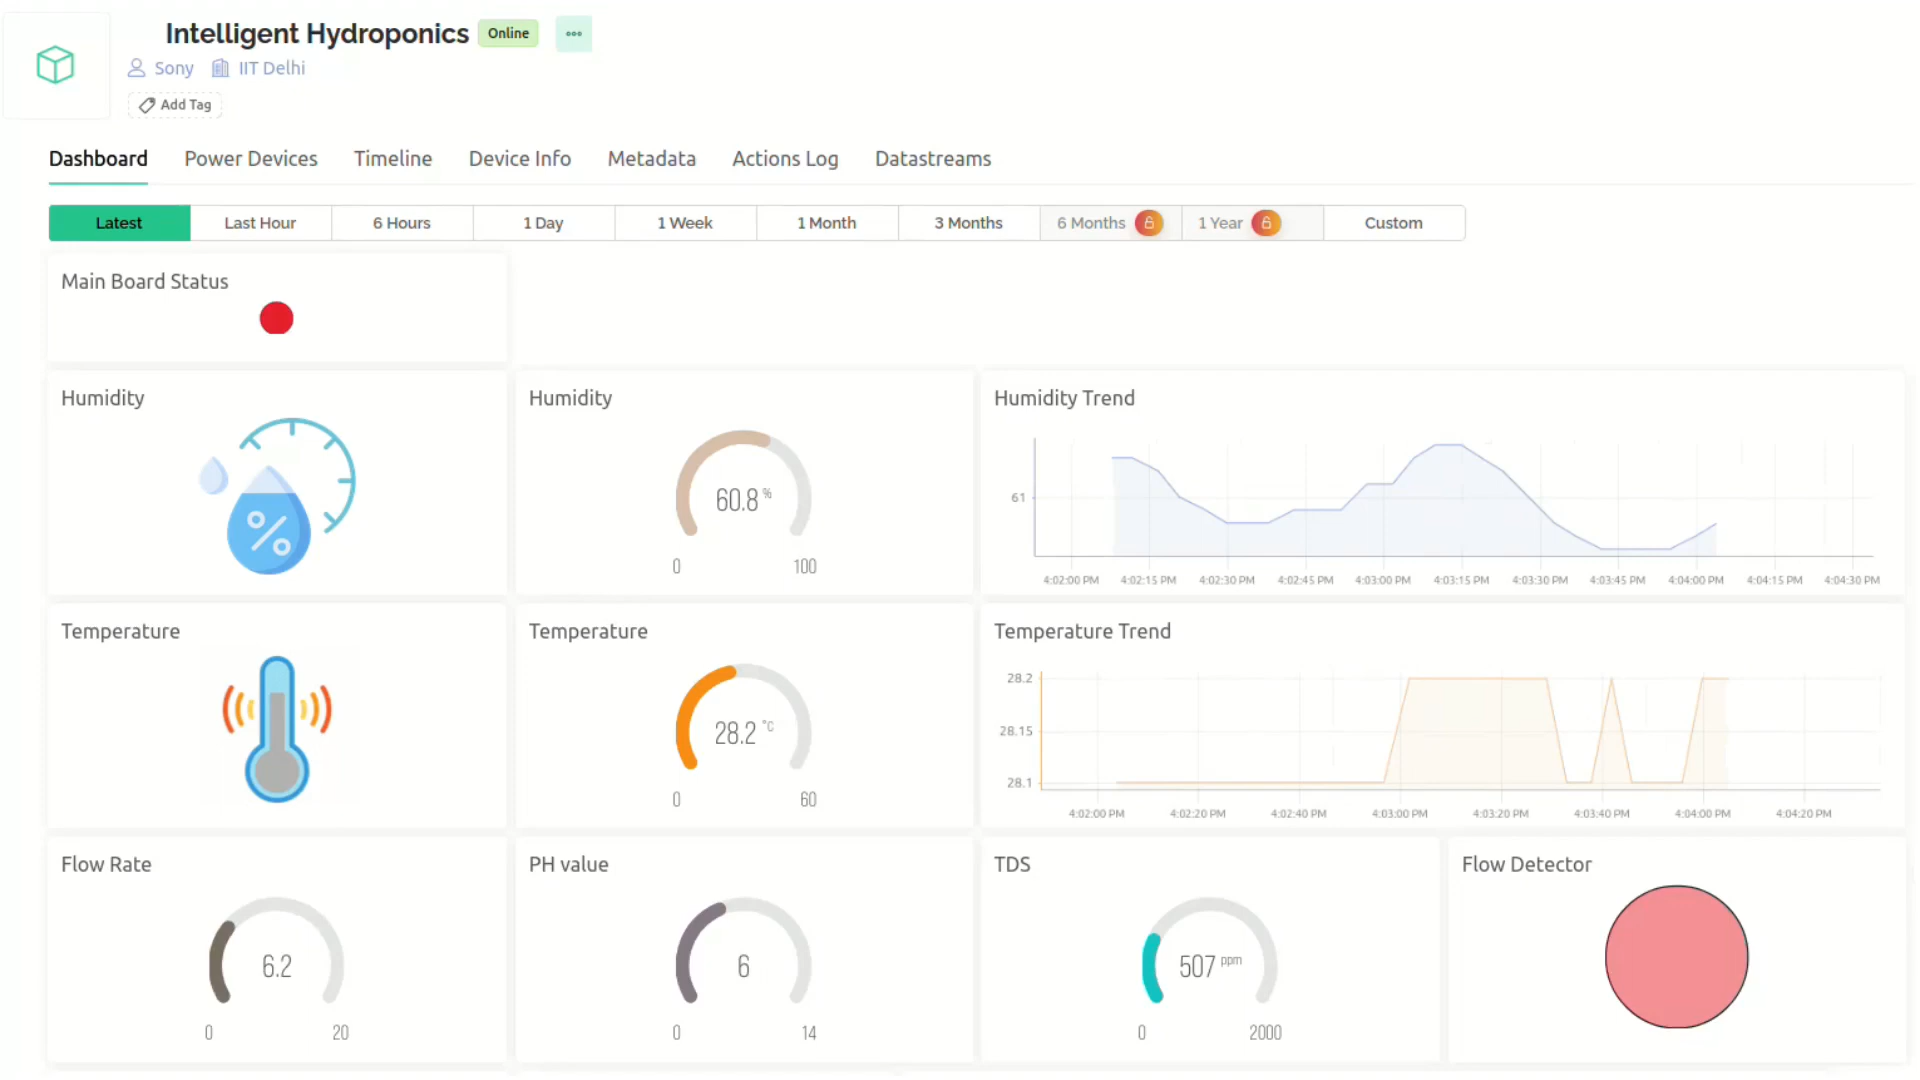 Intelligent Hydroponics Online
Sony IIT Delhi
Add Tag
Dashboard Power Devices Timeline Device Info Metadata Actions Log Datastreams
Latest Last Hour 6 Hours 1 Day 1 Week 1 Month 3 Months 6 Months 1 Year Custom
Main Board Status
Humidity
%
Humidity
60.8 %
0 100
Humidity Trend
61
4:02:00 PM 4:02:15 PM 4:02:30 PM 4:02:45 PM 4:03:00 PM 4:03:15 PM 4:03:30 PM 4:03:45 PM 4:04:00 PM 4:04:15 PM 4:04:30 PM
Temperature
Temperature
28.2 °C
0 60
Temperature Trend
28.2
28.15
28.1
4:02:00 PM 4:02:20 PM 4:02:40 PM 4:03:00 PM 4:03:20 PM 4:03:40 PM 4:04:00 PM 4:04:20 PM
Flow Rate
6.2
0 20
PH value
6
0 14
TDS
507 ppm
0 2000
Flow Detector